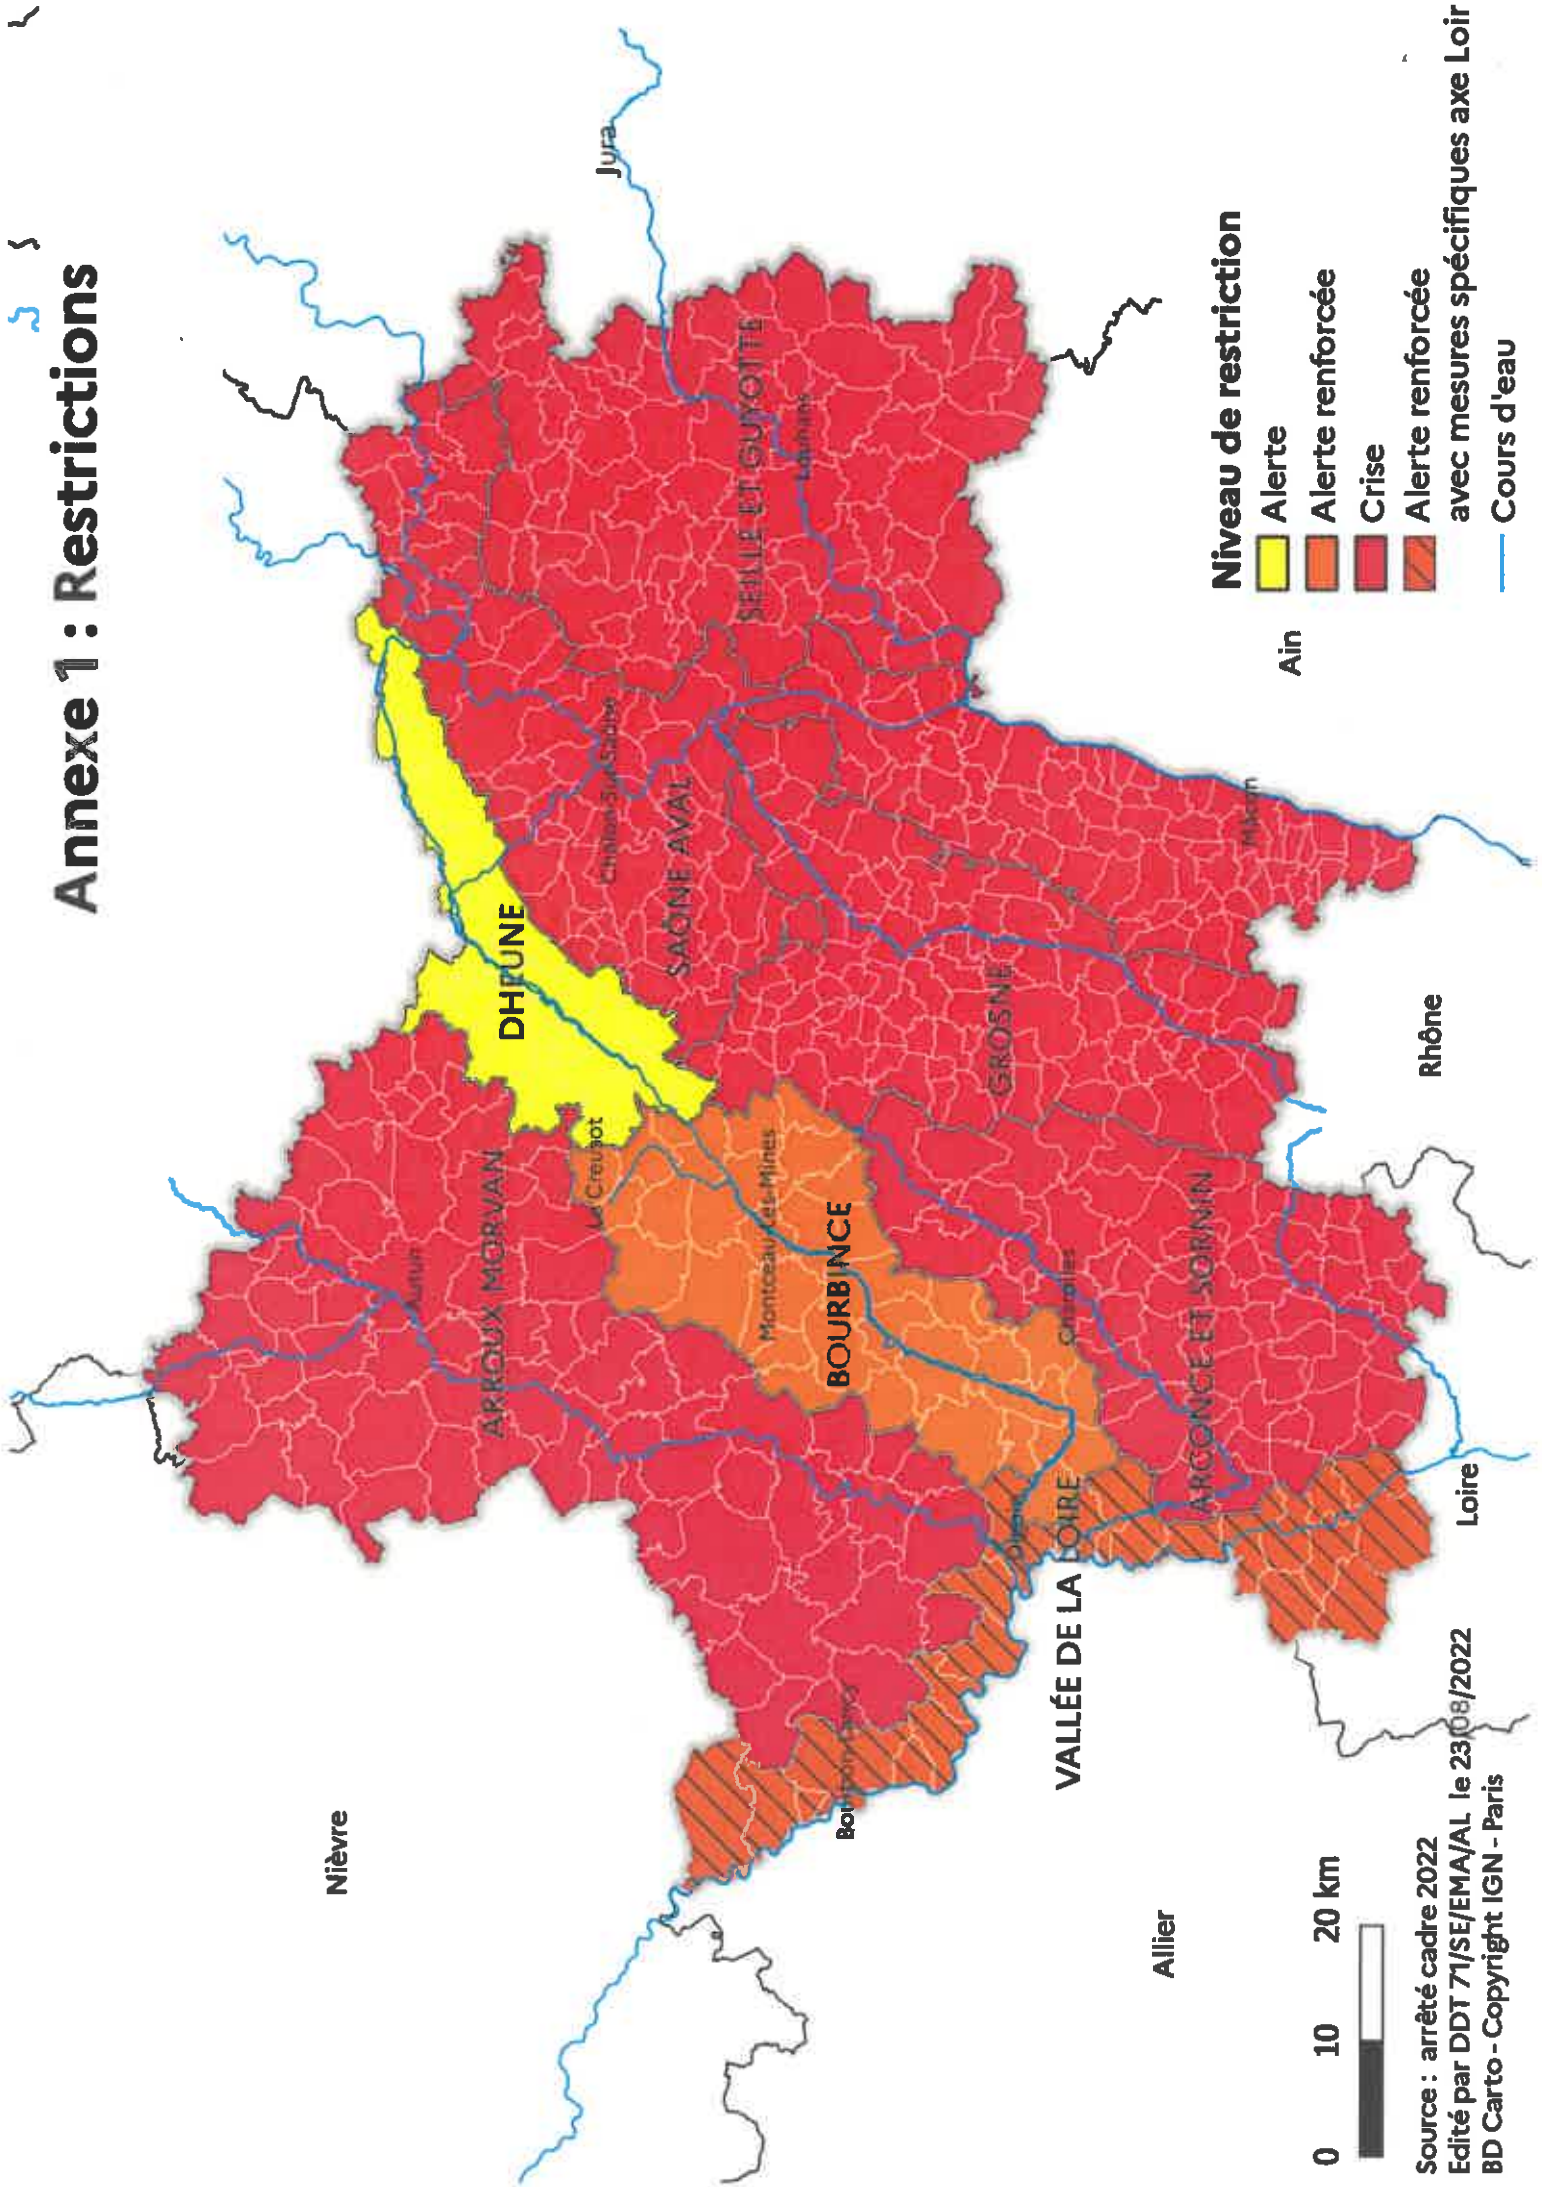 Annexe 1 : Restrictions
Nièvre
Jura
DHEUNE
ARROUX MORVAN
Autun
Creusot
Chalon-Sur-Saône
SAÔNE AVAL
SEILLE ET GUYOTTE
Louhans
Montceau-Les-Mines
BOURBINCE
GROSNE
Charolles
Digoin
Mâcon
ARCONCE ET SORNIN
VALLÉE DE LA LOIRE
Allier
Loire
Rhône
Ain
Niveau de restriction
Alerte
Alerte renforcée
Crise
Alerte renforcée
avec mesures spécifiques axe Loir
Cours d'eau
0 10 20 km
Source : arrêté cadre 2022
Edité par DDT 71/SE/EMA/AL le 23/08/2022
BD Carto - Copyright IGN - Paris